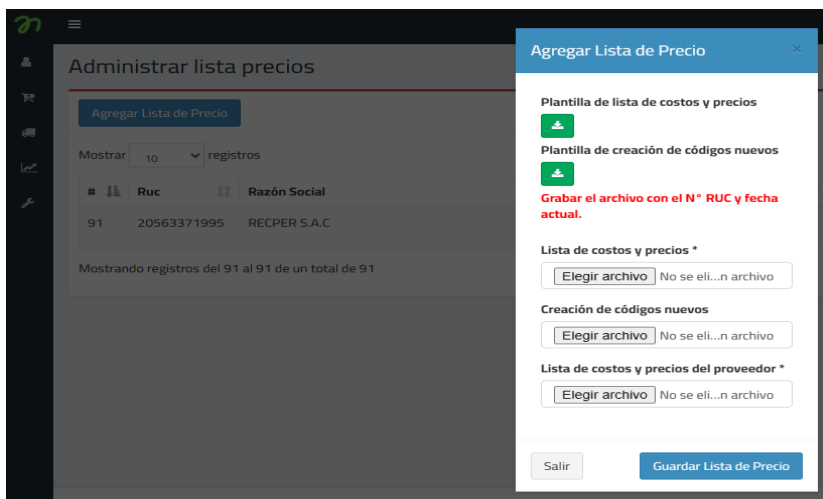 Administrar lista precios
Agregar Lista de Precio
Mostrar 10 registros
# Ruc Razón Social
91 20563371995 RECPER S.A.C
Mostrando registros del 91 al 91 de un total de 91
Agregar Lista de Precio ×
Plantilla de lista de costos y precios
Plantilla de creación de códigos nuevos
Grabar el archivo con el N° RUC y fecha
actual.
Lista de costos y precios *
Elegir archivo No se eli...n archivo
Creación de códigos nuevos
Elegir archivo No se eli...n archivo
Lista de costos y precios del proveedor *
Elegir archivo No se eli...n archivo
Salir Guardar Lista de Precio